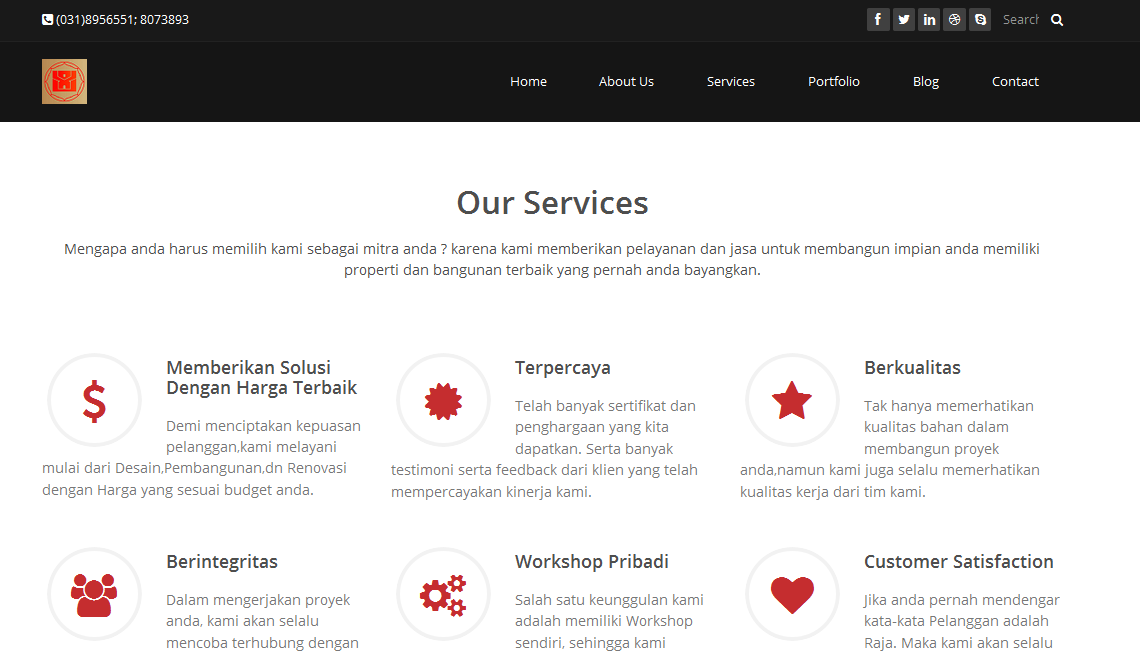 (031)8956551; 8073893
Search
Home About Us Services Portfolio Blog Contact
Our Services
Mengapa anda harus memilih kami sebagai mitra anda ? karena kami memberikan pelayanan dan jasa untuk membangun impian anda memiliki
properti dan bangunan terbaik yang pernah anda bayangkan.
Memberikan Solusi
Dengan Harga Terbaik
Demi menciptakan kepuasan
pelanggan,kami melayani
mulai dari Desain,Pembangunan,dn Renovasi
dengan Harga yang sesuai budget anda.
Terpercaya
Telah banyak sertifikat dan
penghargaan yang kita
dapatkan. Serta banyak
testimoni serta feedback dari klien yang telah
mempercayakan kinerja kami.
Berkualitas
Tak hanya memerhatikan
kualitas bahan dalam
membangun proyek
anda,namun kami juga selalu memerhatikan
kualitas kerja dari tim kami.
Berintegritas
Dalam mengerjakan proyek
anda, kami akan selalu
mencoba terhubung dengan
Workshop Pribadi
Salah satu keunggulan kami
adalah memiliki Workshop
sendiri, sehingga kami
Customer Satisfaction
Jika anda pernah mendengar
kata-kata Pelanggan adalah
Raja. Maka kami akan selalu